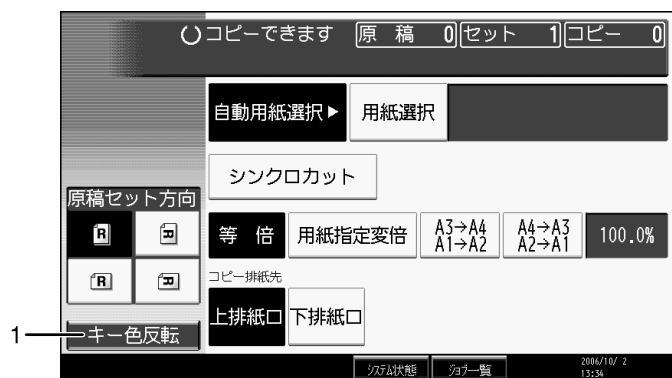 コピーできます 原 稿 0 セット 1 コピー 0
自動用紙選択▶ 用紙選択
シンクロカット
原稿セット方向
R R
等 倍 用紙指定変倍 A3→A4 A4→A3 100.0%
A1→A2 A2→A1
R R
コピー排紙先
上排紙口 下排紙口
1 キー色反転
システム状態 ジョブ一覧 2006/10/ 2
13:34